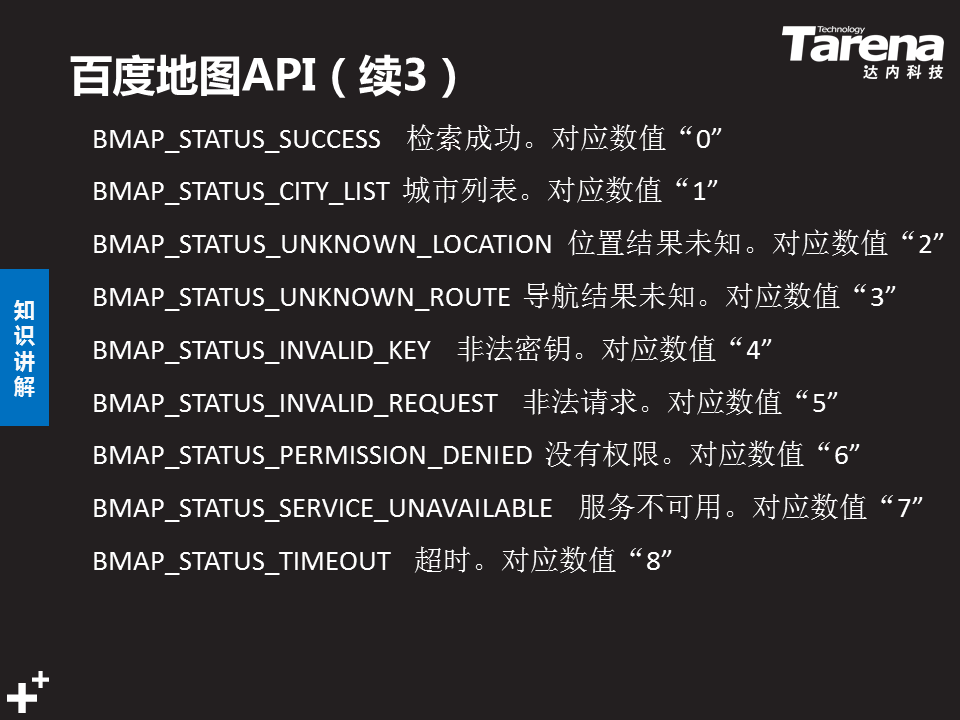 Technology
Tarena
达内科技
百度地图API（续3）
BMAP_STATUS_SUCCESS 检索成功。对应数值“0”
BMAP_STATUS_CITY_LIST 城市列表。对应数值“1”
BMAP_STATUS_UNKNOWN_LOCATION 位置结果未知。对应数值“2”
BMAP_STATUS_UNKNOWN_ROUTE 导航结果未知。对应数值“3”
BMAP_STATUS_INVALID_KEY 非法密钥。对应数值“4”
BMAP_STATUS_INVALID_REQUEST 非法请求。对应数值“5”
BMAP_STATUS_PERMISSION_DENIED 没有权限。对应数值“6”
BMAP_STATUS_SERVICE_UNAVAILABLE 服务不可用。对应数值“7”
BMAP_STATUS_TIMEOUT 超时。对应数值“8”
知识讲解